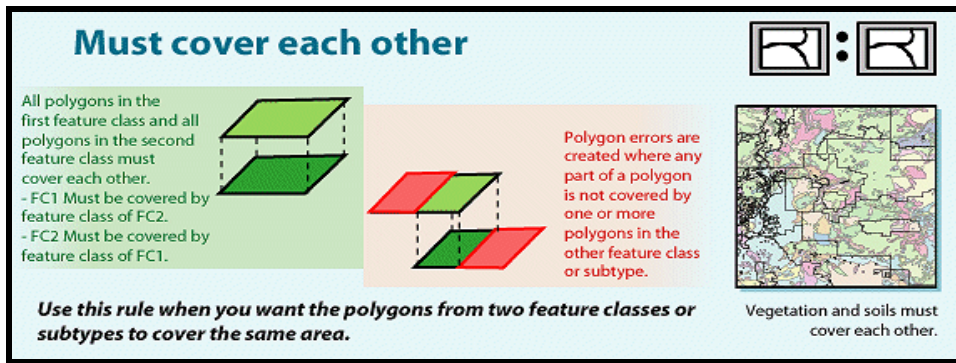 Must cover each other
All polygons in the
first feature class and all
polygons in the second
feature class must
cover each other.
- FC1 Must be covered by
feature class of FC2.
- FC2 Must be covered by
feature class of FC1.
Polygon errors are
created where any
part of a polygon
is not covered by
one or more
polygons in the
other feature class
or subtype.
Use this rule when you want the polygons from two feature classes or
subtypes to cover the same area.
Vegetation and soils must
cover each other.